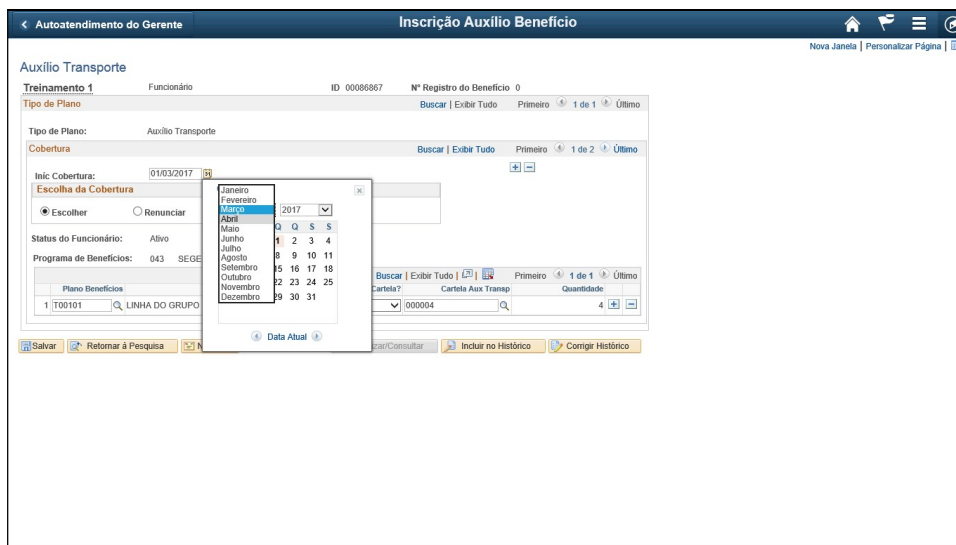 Autoatendimento do Gerente Inscrição Auxílio Benefício
Nova Janela | Personalizar Página |
Auxílio Transporte
Treinamento 1 Funcionário ID 00086867 Nº Registro do Benefício 0
Tipo de Plano Buscar | Exibir Tudo Primeiro 1 de 1 Último
Tipo de Plano: Auxílio Transporte
Cobertura Buscar | Exibir Tudo Primeiro 1 de 2 Último
Iníc Cobertura: 01/03/2017
Escolha da Cobertura
Escolher Renunciar
Status do Funcionário: Ativo
Programa de Benefícios: 043 SEGE
Janeiro
Fevereiro
Março
Abril
Maio
Junho
Julho
Agosto
Setembro
Outubro
Novembro
Dezembro
2017
Q Q S S
1 2 3 4
8 9 10 11
15 16 17 18
22 23 24 25
29 30 31
Data Atual
Buscar | Exibir Tudo | Primeiro 1 de 1 Último
Plano Benefícios Cartela? Cartela Aux Transp Quantidade
1 T00101 LINHA DO GRUPO 000004 4
Salvar Retornar à Pesquisa N zar/Consultar Incluir no Histórico Corrigir Histórico